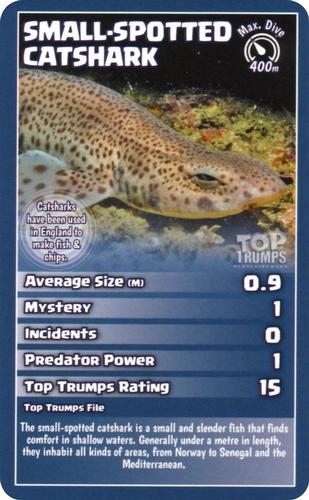 SMALL-SPOTTED
CATSHARK
Max. Dive
400m
Catsharks
have been used
in England to
make fish &
chips.
TOP
TRUMPS
Average Size (M) 0.9
Mystery 1
Incidents 0
Predator Power 1
Top Trumps Rating 15
Top Trumps File
The small-spotted catshark is a small and slender fish that finds
comfort in shallow waters. Generally under a metre in length,
they inhabit all kinds of areas, from Norway to Senegal and the
Mediterranean.